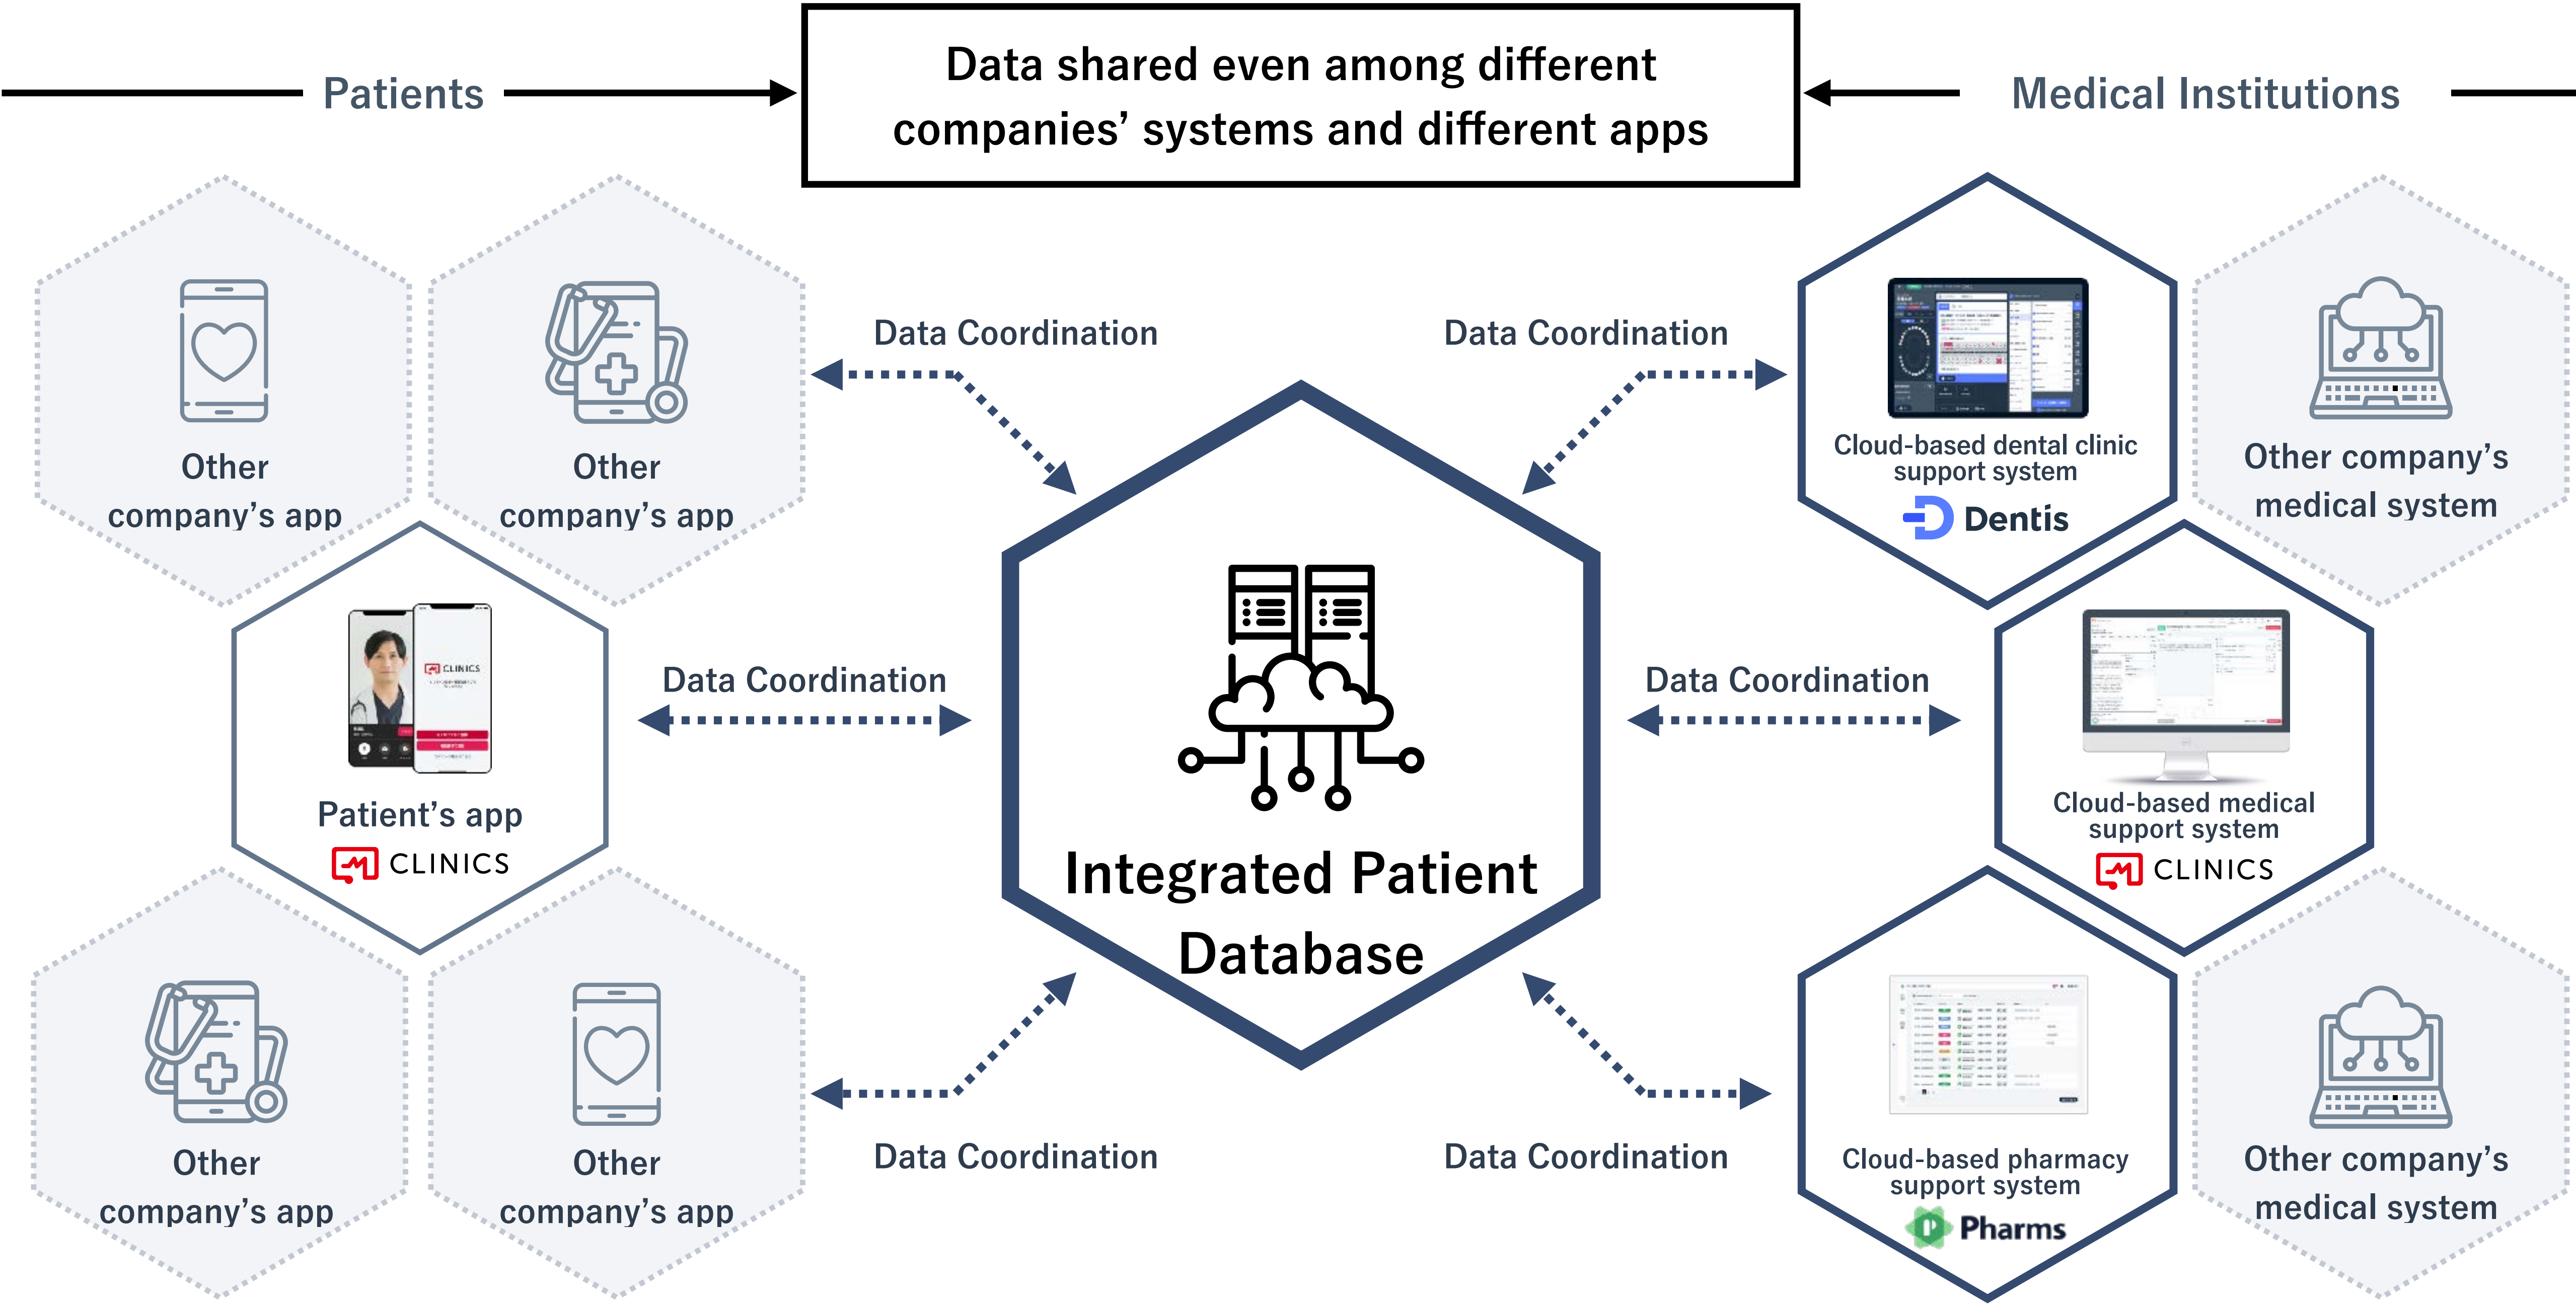 Data shared even among different
companies’ systems and different apps
Patients
Medical Institutions
Other
company’s app
Other
company’s app
Data Coordination
Data Coordination
Cloud-based dental clinic
support system
Dentis
Other company’s
medical system
CLINICS
Patient’s app
CLINICS
Data Coordination
Integrated Patient
Database
Data Coordination
Cloud-based medical
support system
CLINICS
Other
company’s app
Other
company’s app
Data Coordination
Data Coordination
Cloud-based pharmacy
support system
Pharms
Other company’s
medical system